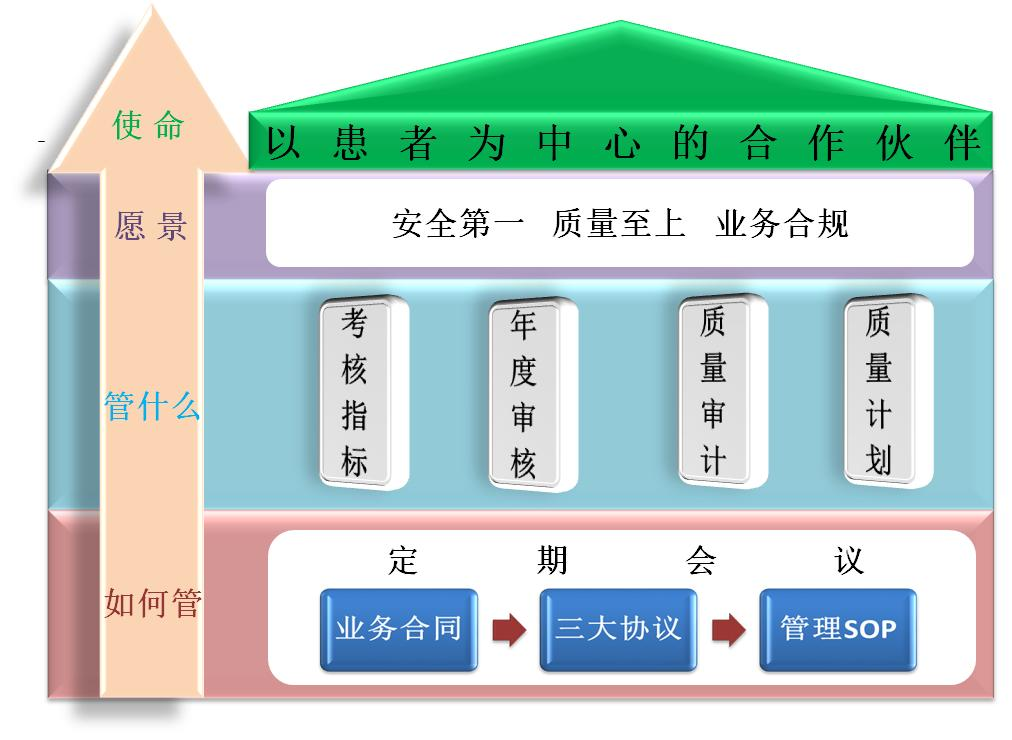 使命
以患者为中心的合作伙伴
愿景
安全第一 质量至上 业务合规
管什么
考核指标
年度审核
质量审计
质量计划
如何管
定期会议
业务合同
三大协议
管理SOP